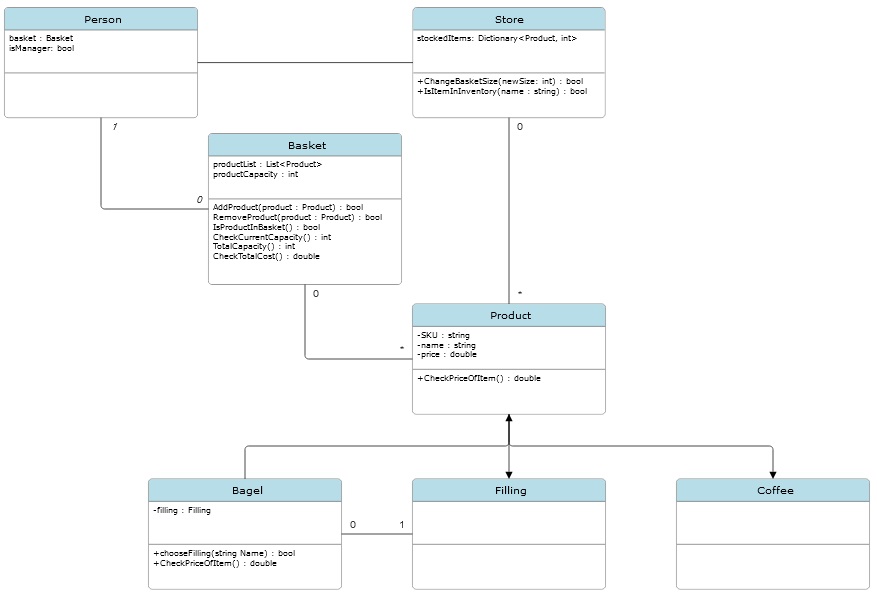 Person
basket : Basket
isManager: bool
Store
stockedItems: Dictionary<Product, int>
+ChangeBasketSize(newSize: int) : bool
+IsItemInInventory(name : string) : bool
1
0
Basket
productList : List<Product>
productCapacity : int
AddProduct(product : Product) : bool
RemoveProduct(product : Product) : bool
IsProductInBasket() : bool
CheckCurrentCapacity() : int
TotalCapacity() : int
CheckTotalCost() : double
0
0
*
*
Product
-SKU : string
-name : string
-price : double
+CheckPriceOfItem() : double
Bagel
-filling : Filling
+chooseFilling(string Name) : bool
+CheckPriceOfItem() : double
0
1
Filling
Coffee